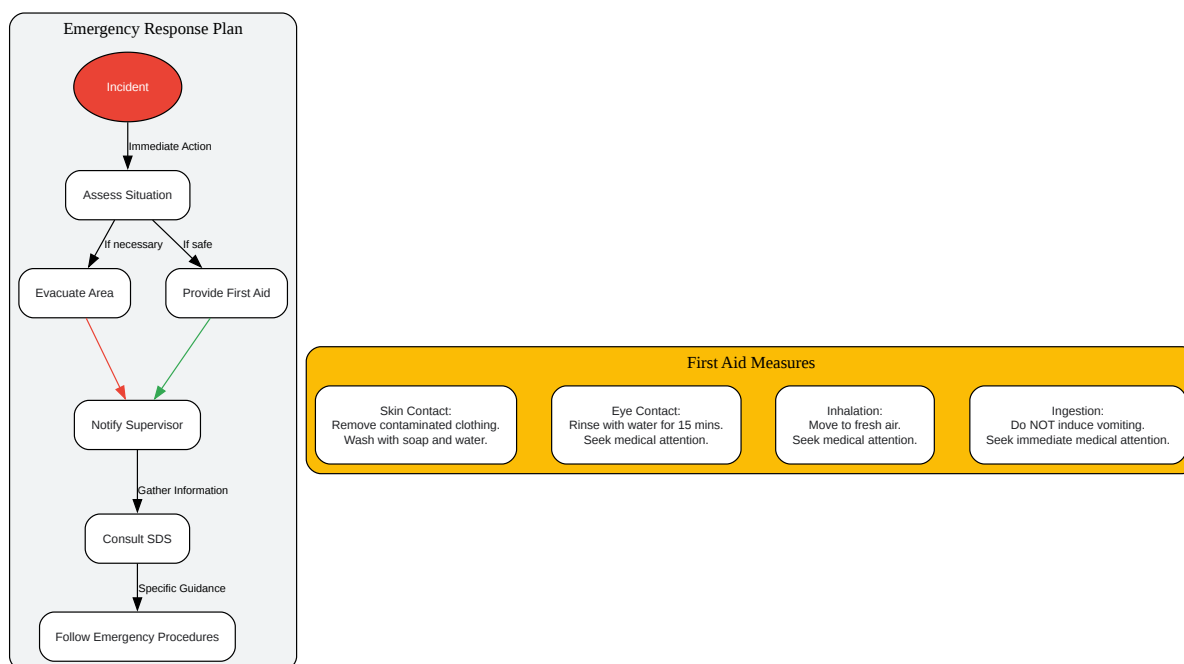 Emergency Response Plan
Incident
Immediate Action
Assess Situation
If necessary
If safe
Evacuate Area
Provide First Aid
Notify Supervisor
Gather Information
Consult SDS
Specific Guidance
Follow Emergency Procedures
First Aid Measures
Skin Contact:
Remove contaminated clothing.
Wash with soap and water.
Eye Contact:
Rinse with water for 15 mins.
Seek medical attention.
Inhalation:
Move to fresh air.
Seek medical attention.
Ingestion:
Do NOT induce vomiting.
Seek immediate medical attention.